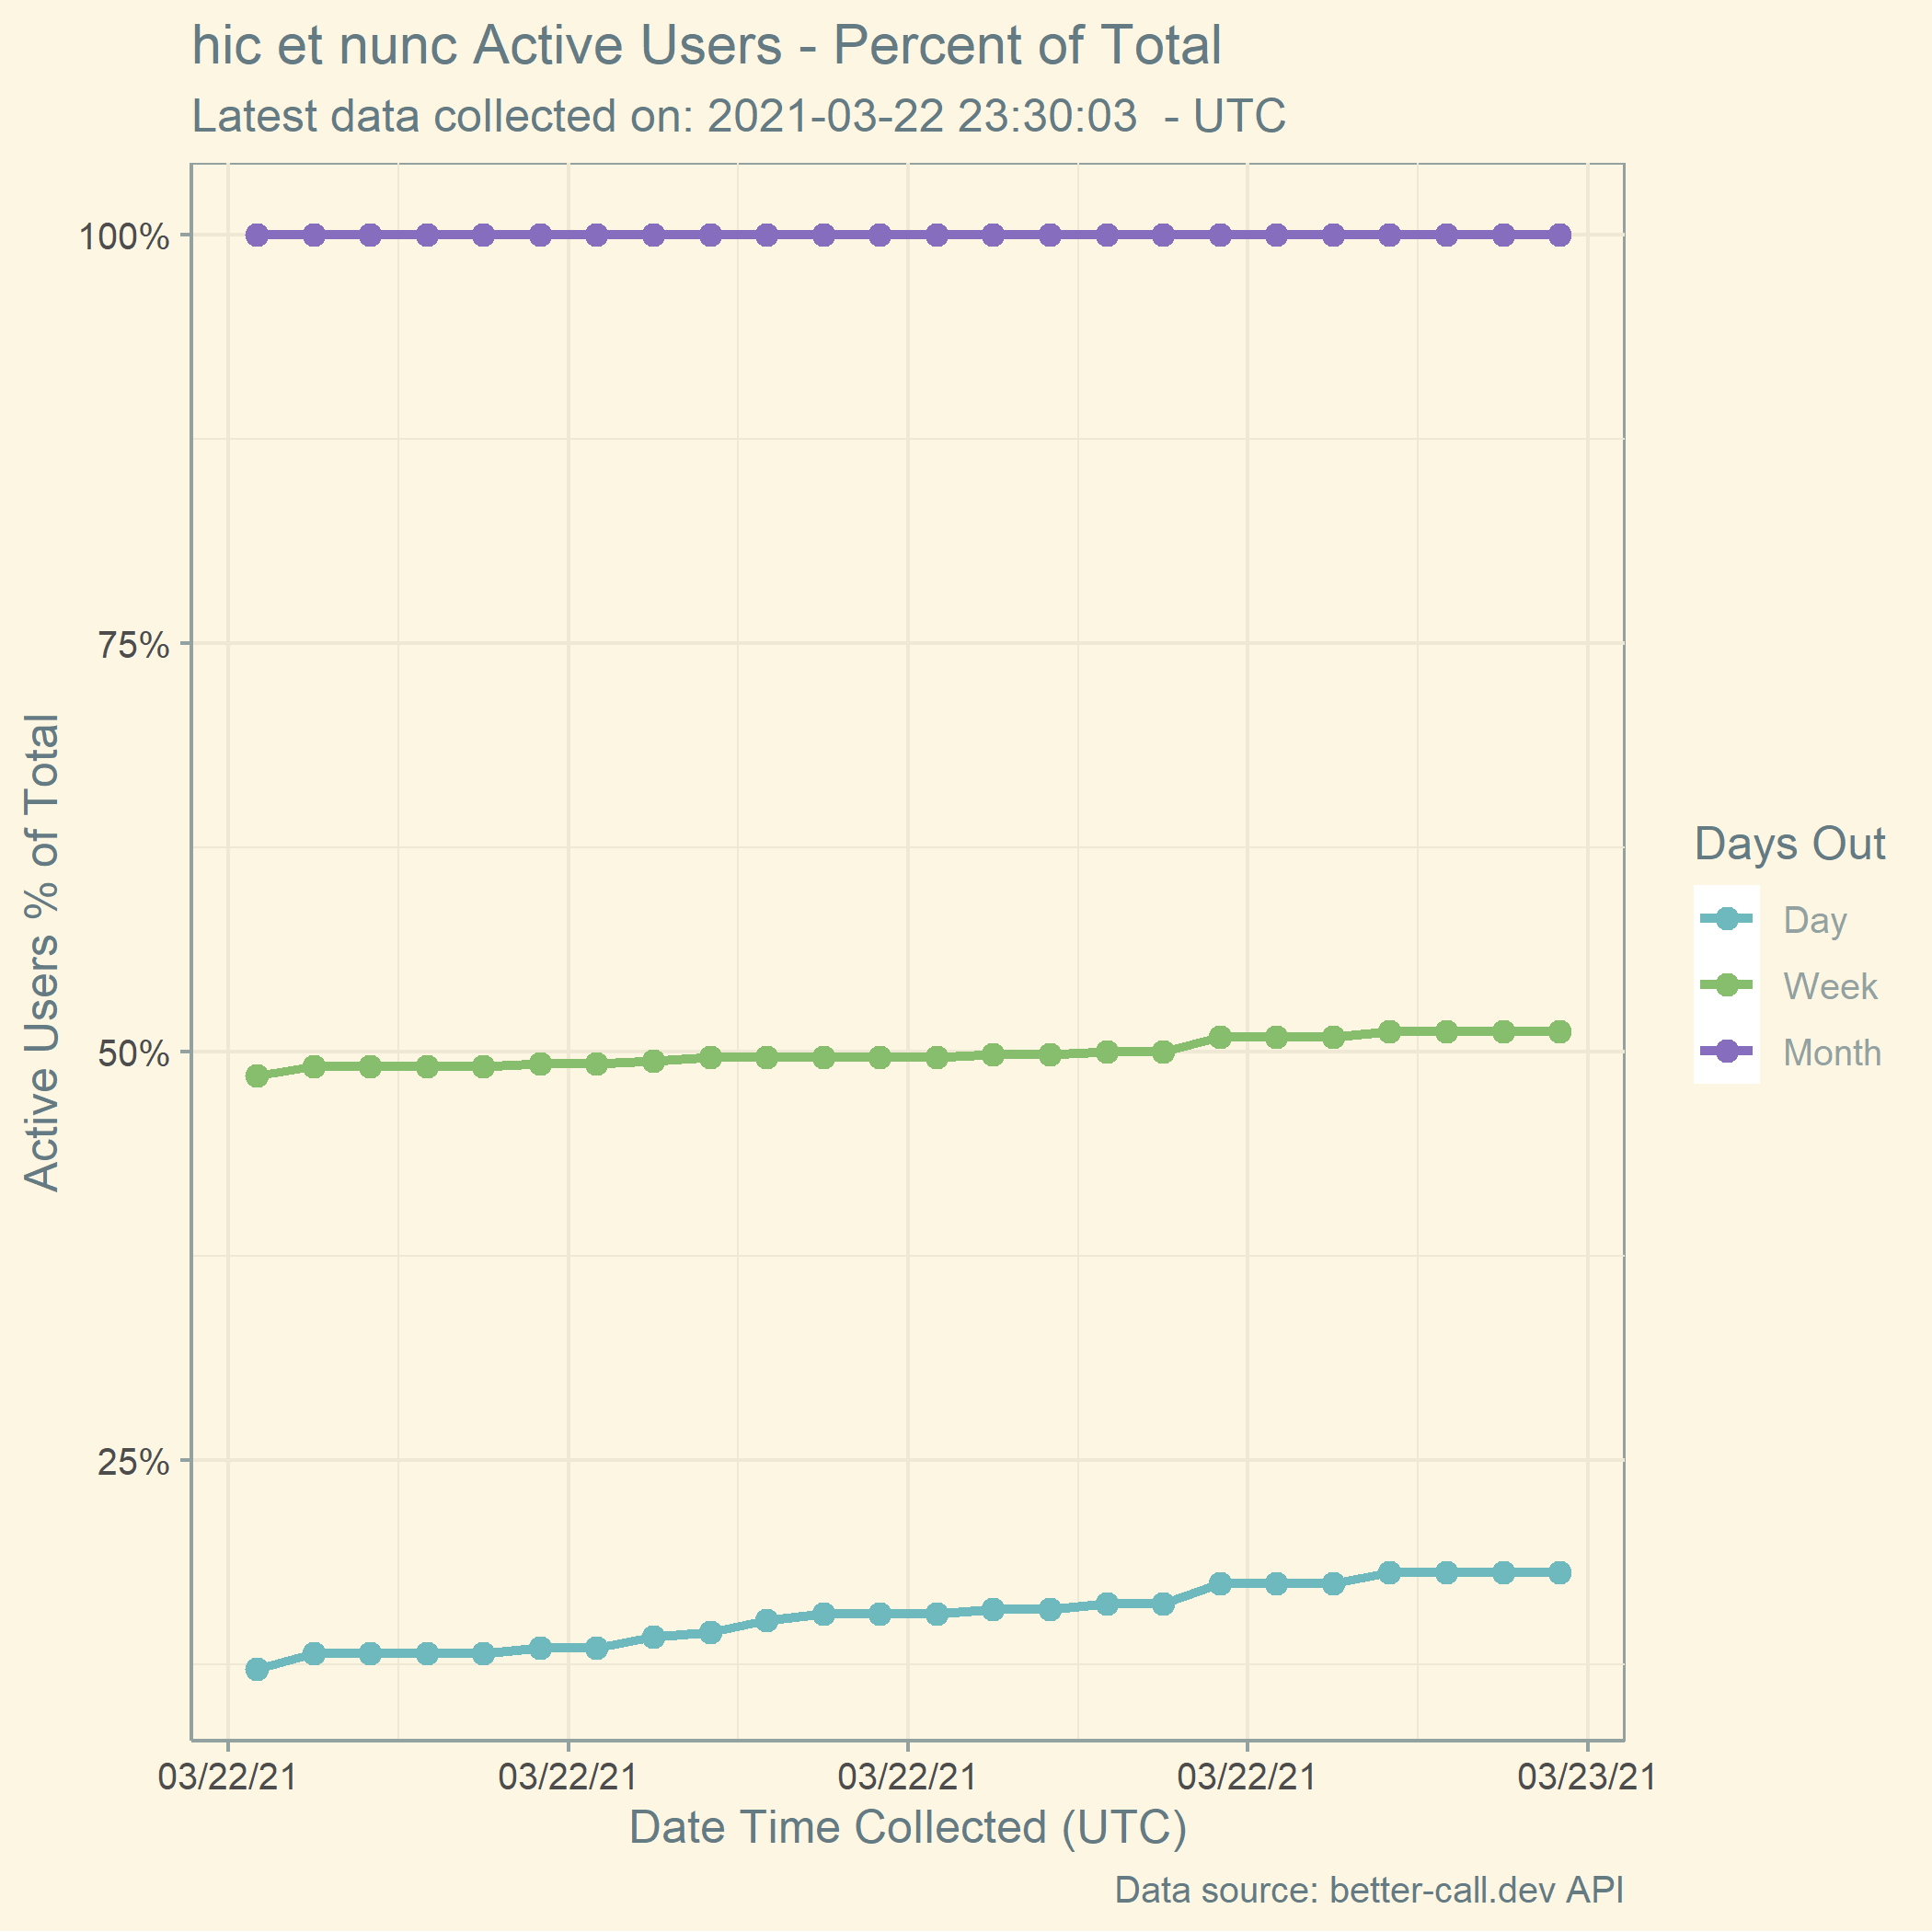 hic et nunc Active Users - Percent of Total
Latest data collected on: 2021-03-22 23:30:03  - UTC
100%
75%
50%
25%
Active Users % of Total
03/22/21 03/22/21 03/22/21 03/22/21 03/23/21
Date Time Collected (UTC)
Days Out
Day
Week
Month
Data source: better-call.dev API